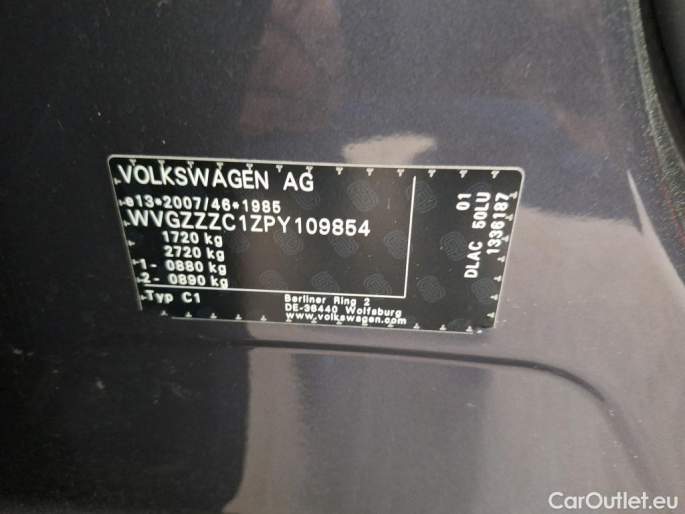 VOLKSWAGEN AG
e13*2007/46*1985
WVGZZZC1ZPY109854
1720 kg
2720 kg
1- 0880 kg
2- 0890 kg
Typ C1
Berliner Ring 2
DE-38440 Wolfsburg
www.volkswagen.com
01
DLAC 50LU
1336187
CarOutlet.eu